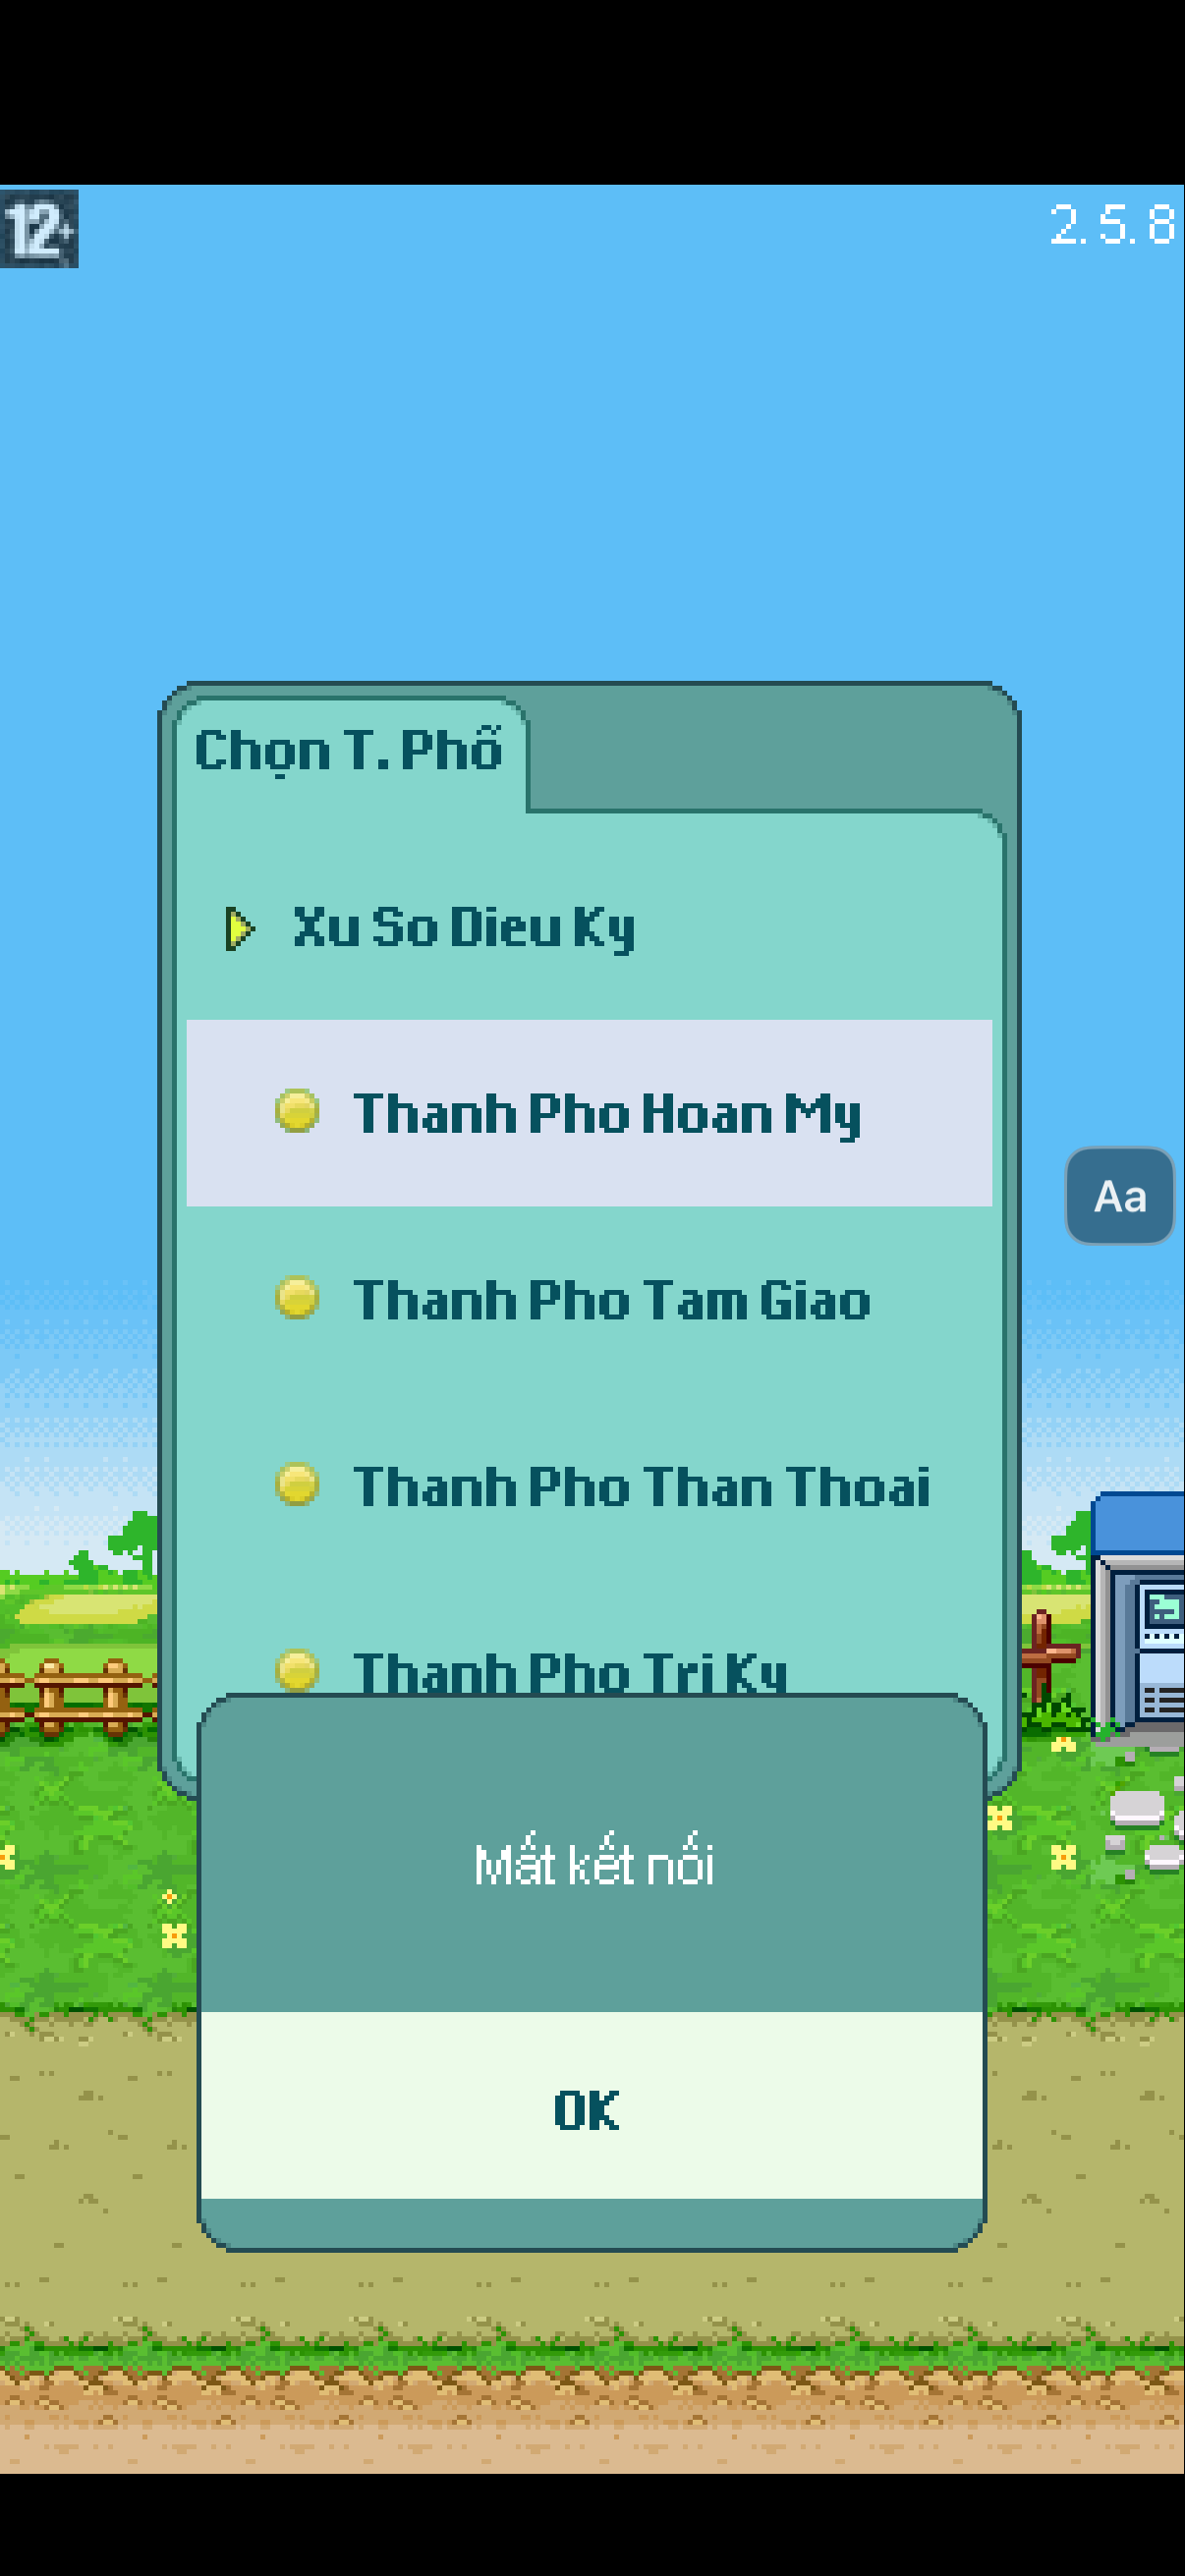 12+
2.5.8
Chọn T. Phố
Xu So Dieu Ky
Thanh Pho Hoan My
Aa
Thanh Pho Tam Giao
Thanh Pho Than Thoai
Thanh Pho Tri Ky
Mất kết nối
OK